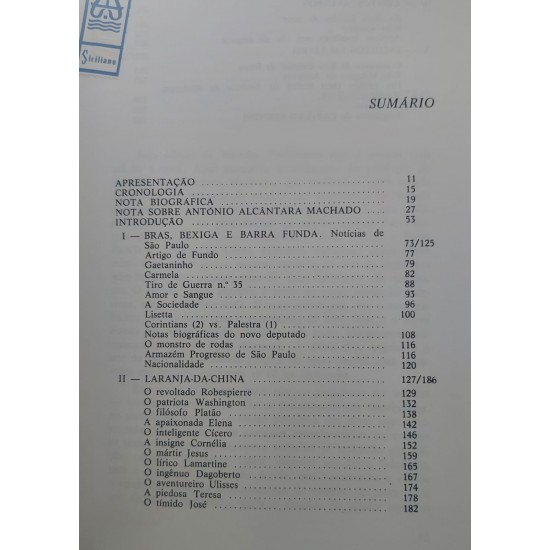 Siciliano
SUMÁRIO
APRESENTAÇÃO ........ 11
CRONOLOGIA ........ 15
NOTA BIOGRÁFICA ........ 19
NOTA SOBRE ANTÔNIO ALCÂNTARA MACHADO .... 27
INTRODUÇÃO ........ 53
I — BRAS, BEXIGA E BARRA FUNDA. Notícias de
São Paulo ........ 73/125
Artigo de Fundo ........ 77
Gaetaninho ........ 79
Carmela ........ 82
Tiro de Guerra n.º 35 ........ 88
Amor e Sangue ........ 93
A Sociedade ........ 96
Lisetta ........ 100
Corintians (2) vs. Palestra (1) ........
Notas biográficas do novo deputado ........ 108
O monstro de rodas ........ 116
Armazém Progresso de São Paulo ........ 116
Nacionalidade ........ 120
II — LARANJA-DA-CHINA ........ 127/186
O revoltado Robespierre ........ 129
O patriota Washington ........ 132
O filósofo Platão ........ 138
A apaixonada Elena ........ 142
O inteligente Cícero ........ 146
A insigne Cornélia ........ 152
O mártir Jesus ........ 159
O lírico Lamartine ........ 165
O ingênuo Dagoberto ........ 167
O aventureiro Ulisses ........ 174
A piedosa Teresa ........ 178
O tímido José ........ 182